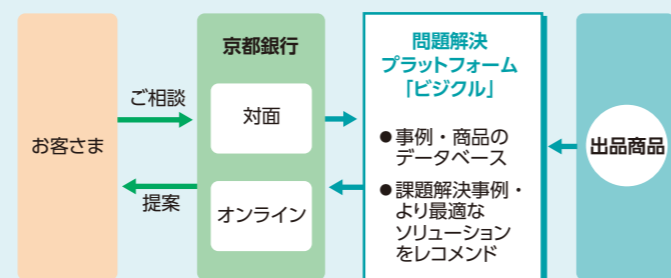 お客さま
ご相談
提案
京都銀行
対面
オンライン
問題解決
プラットフォーム
「ビジクル」
●事例・商品の
データベース
●課題解決事例・
より最適な
ソリューション
をレコメンド
出品商品